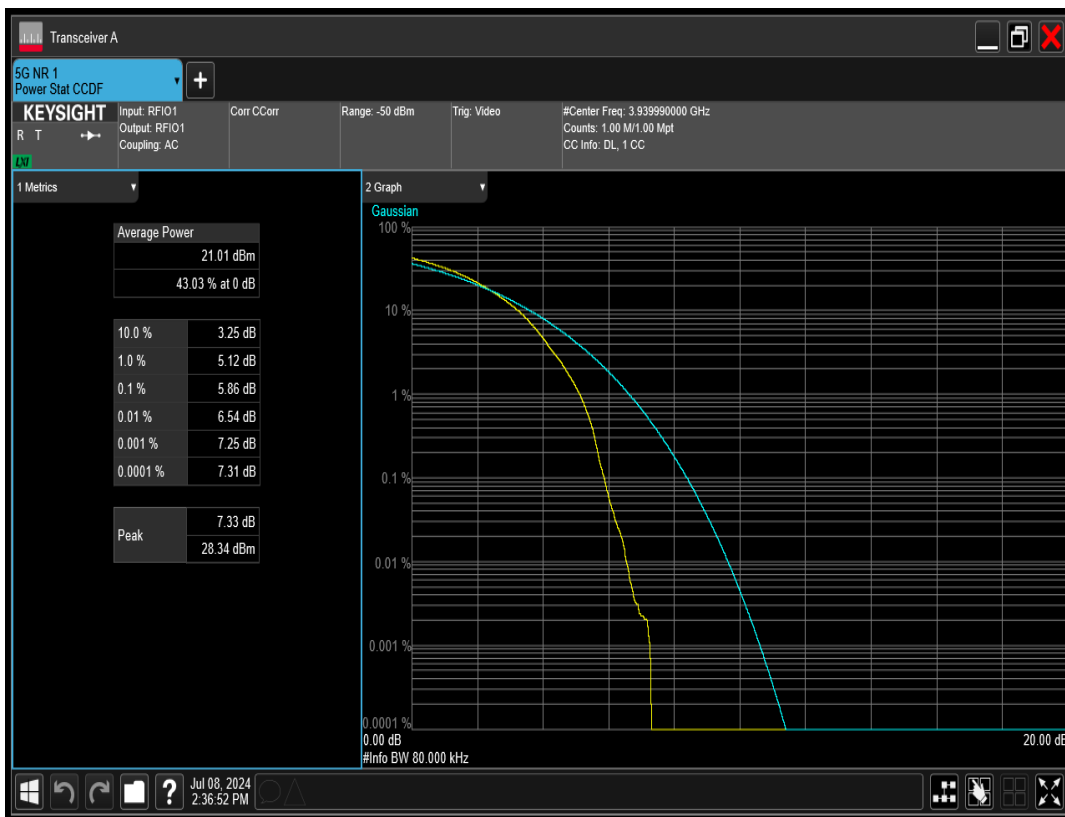 Transceiver A
5G NR 1
Power Stat CCDF
+
KEYSIGHT
R T
LXI
Input: RFIO1
Output: RFIO1
Coupling: AC
Corr CCorr
Range: -50 dBm
Trig: Video
#Center Freq: 3.939990000 GHz
Counts: 1.00 M/1.00 Mpt
CC Info: DL, 1 CC
1 Metrics
Average Power
21.01 dBm
43.03 % at 0 dB
10.0 % 3.25 dB
1.0 % 5.12 dB
0.1 % 5.86 dB
0.01 % 6.54 dB
0.001 % 7.25 dB
0.0001 % 7.31 dB
Peak
7.33 dB
28.34 dBm
2 Graph
Gaussian
100 %
10 %
1 %
0.1 %
0.01 %
0.001 %
0.0001 %
0.00 dB 20.00 dB
#Info BW 80.000 kHz
?
Jul 08, 2024
2:36:52 PM